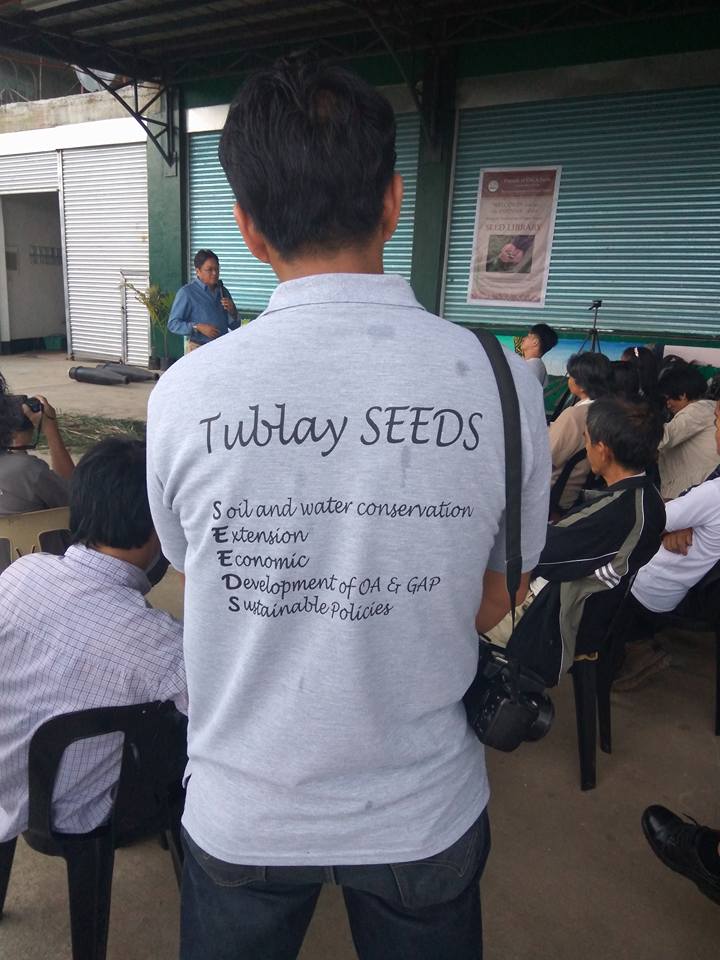 SEED LIBRARY
Tublay SEEDS
Soil and water conservation
Extension
Economic
Development of OA & GAP
Sustainable Policies